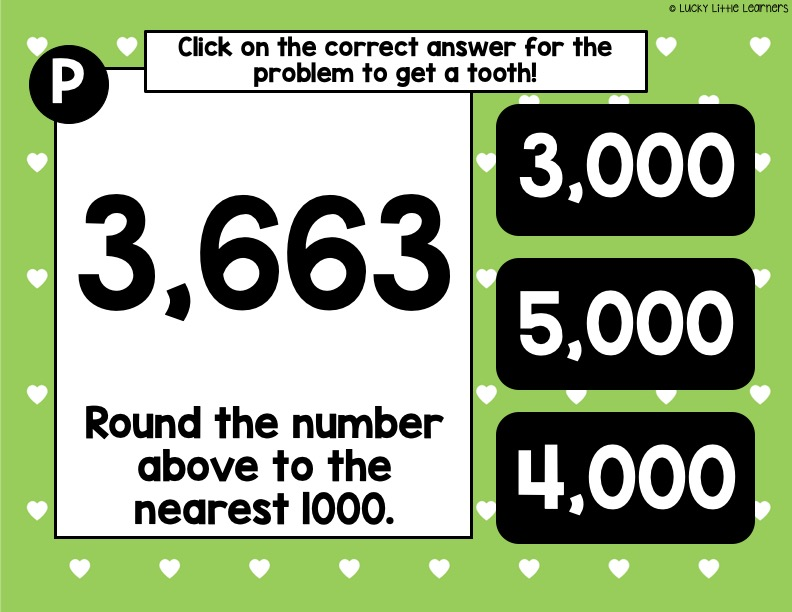 © Lucky Little Learners
Click on the correct answer for the
problem to get a tooth!
P
3,663
Round the number
above to the
nearest 1000.
3,000
5,000
4,000